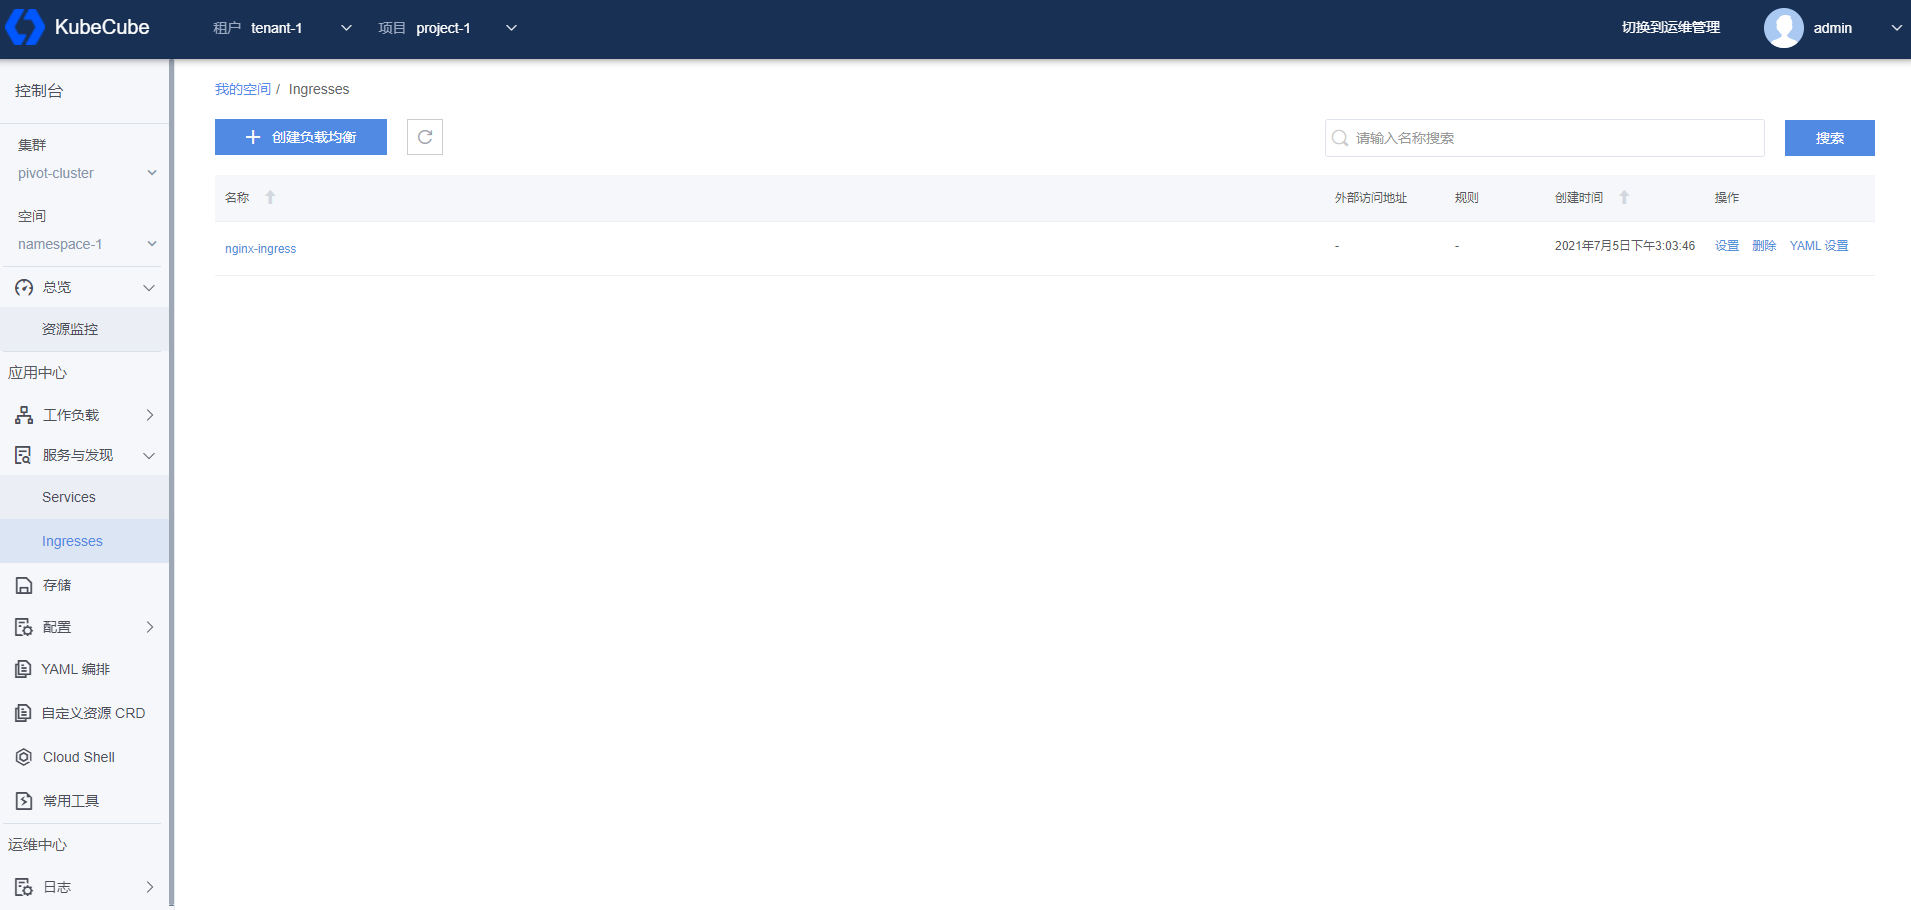 KubeCube
租户 tenant-1 项目 project-1 切换到运维管理 admin
控制台
集群
pivot-cluster
空间
namespace-1
总览
资源监控
应用中心
工作负载
服务与发现
Services
Ingresses
存储
配置
YAML 编排
自定义资源 CRD
Cloud Shell
常用工具
运维中心
日志
我的空间 / Ingresses
创建负载均衡 请输入名称搜索 搜索
名称 外部访问地址 规则 创建时间 操作
nginx-ingress - - 2021年7月5日下午3:03:46 设置 删除 YAML 设置